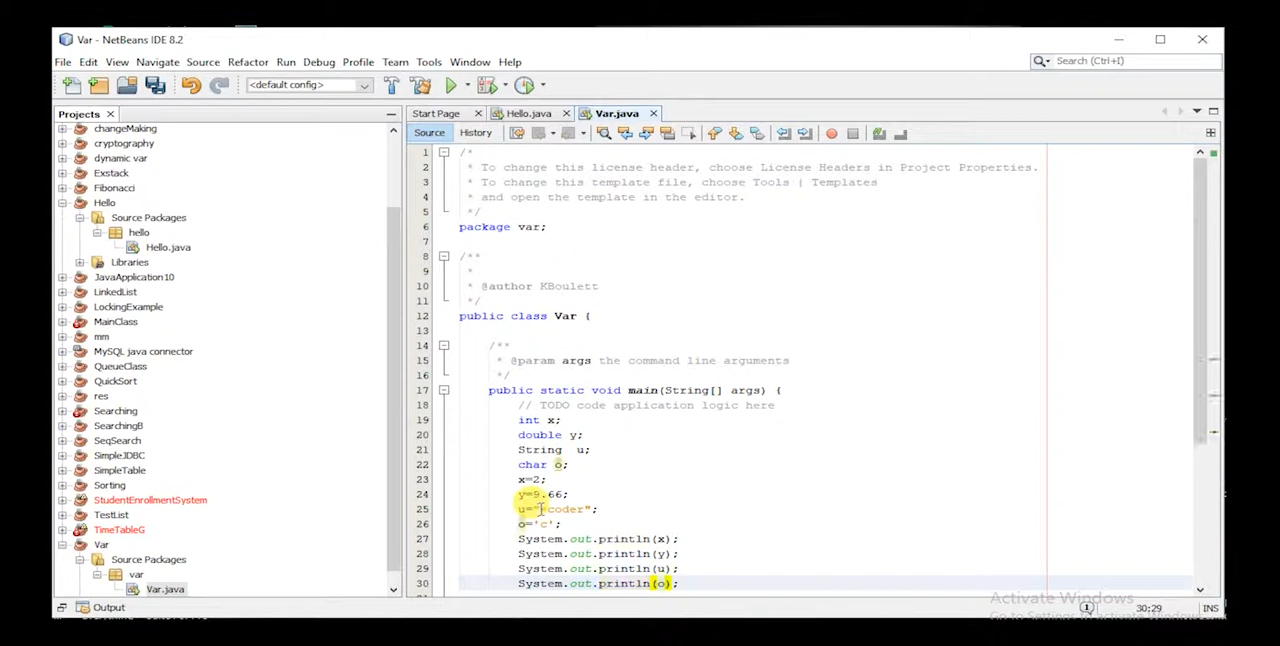 Var - NetBeans IDE 8.2
File Edit View Navigate Source Refactor Run Debug Profile Team Tools Window Help
Search (Ctrl+I)
<default config>
Projects
Start Page
Hello.java
Var.java
Source History
changeMaking
cryptography
dynamic var
Exstack
Fibonacci
Hello
Source Packages
hello
Hello.java
Libraries
JavaApplication10
LinkedList
LockingExample
MainClass
mm
MySQL java connector
QueueClass
QuickSort
res
Searching
SearchingB
SeqSearch
SimpleJDBC
SimpleTable
Sorting
StudentEnrollmentSystem
TestList
TimeTableG
Var
Source Packages
var
Var.java
1 /*
2 * To change this license header, choose License Headers in Project Properties.
3 * To change this template file, choose Tools | Templates
4 * and open the template in the editor.
5 */
6 package var;
7
8 /**
9 *
10 * @author KBoulett
11 */
12 public class Var {
13
14 /**
15 * @param args the command line arguments
16 */
17 public static void main(String[] args) {
18 // TODO code application logic here
19 int x;
20 double y;
21 String u;
22 char o;
23 x=2;
24 y=9.66;
25 u="coder";
26 o='c';
27 System.out.println(x);
28 System.out.println(y);
29 System.out.println(u);
30 System.out.println(o);
Activate Windows
Go to Settings to activate Windows.
Output
1
30:29
INS